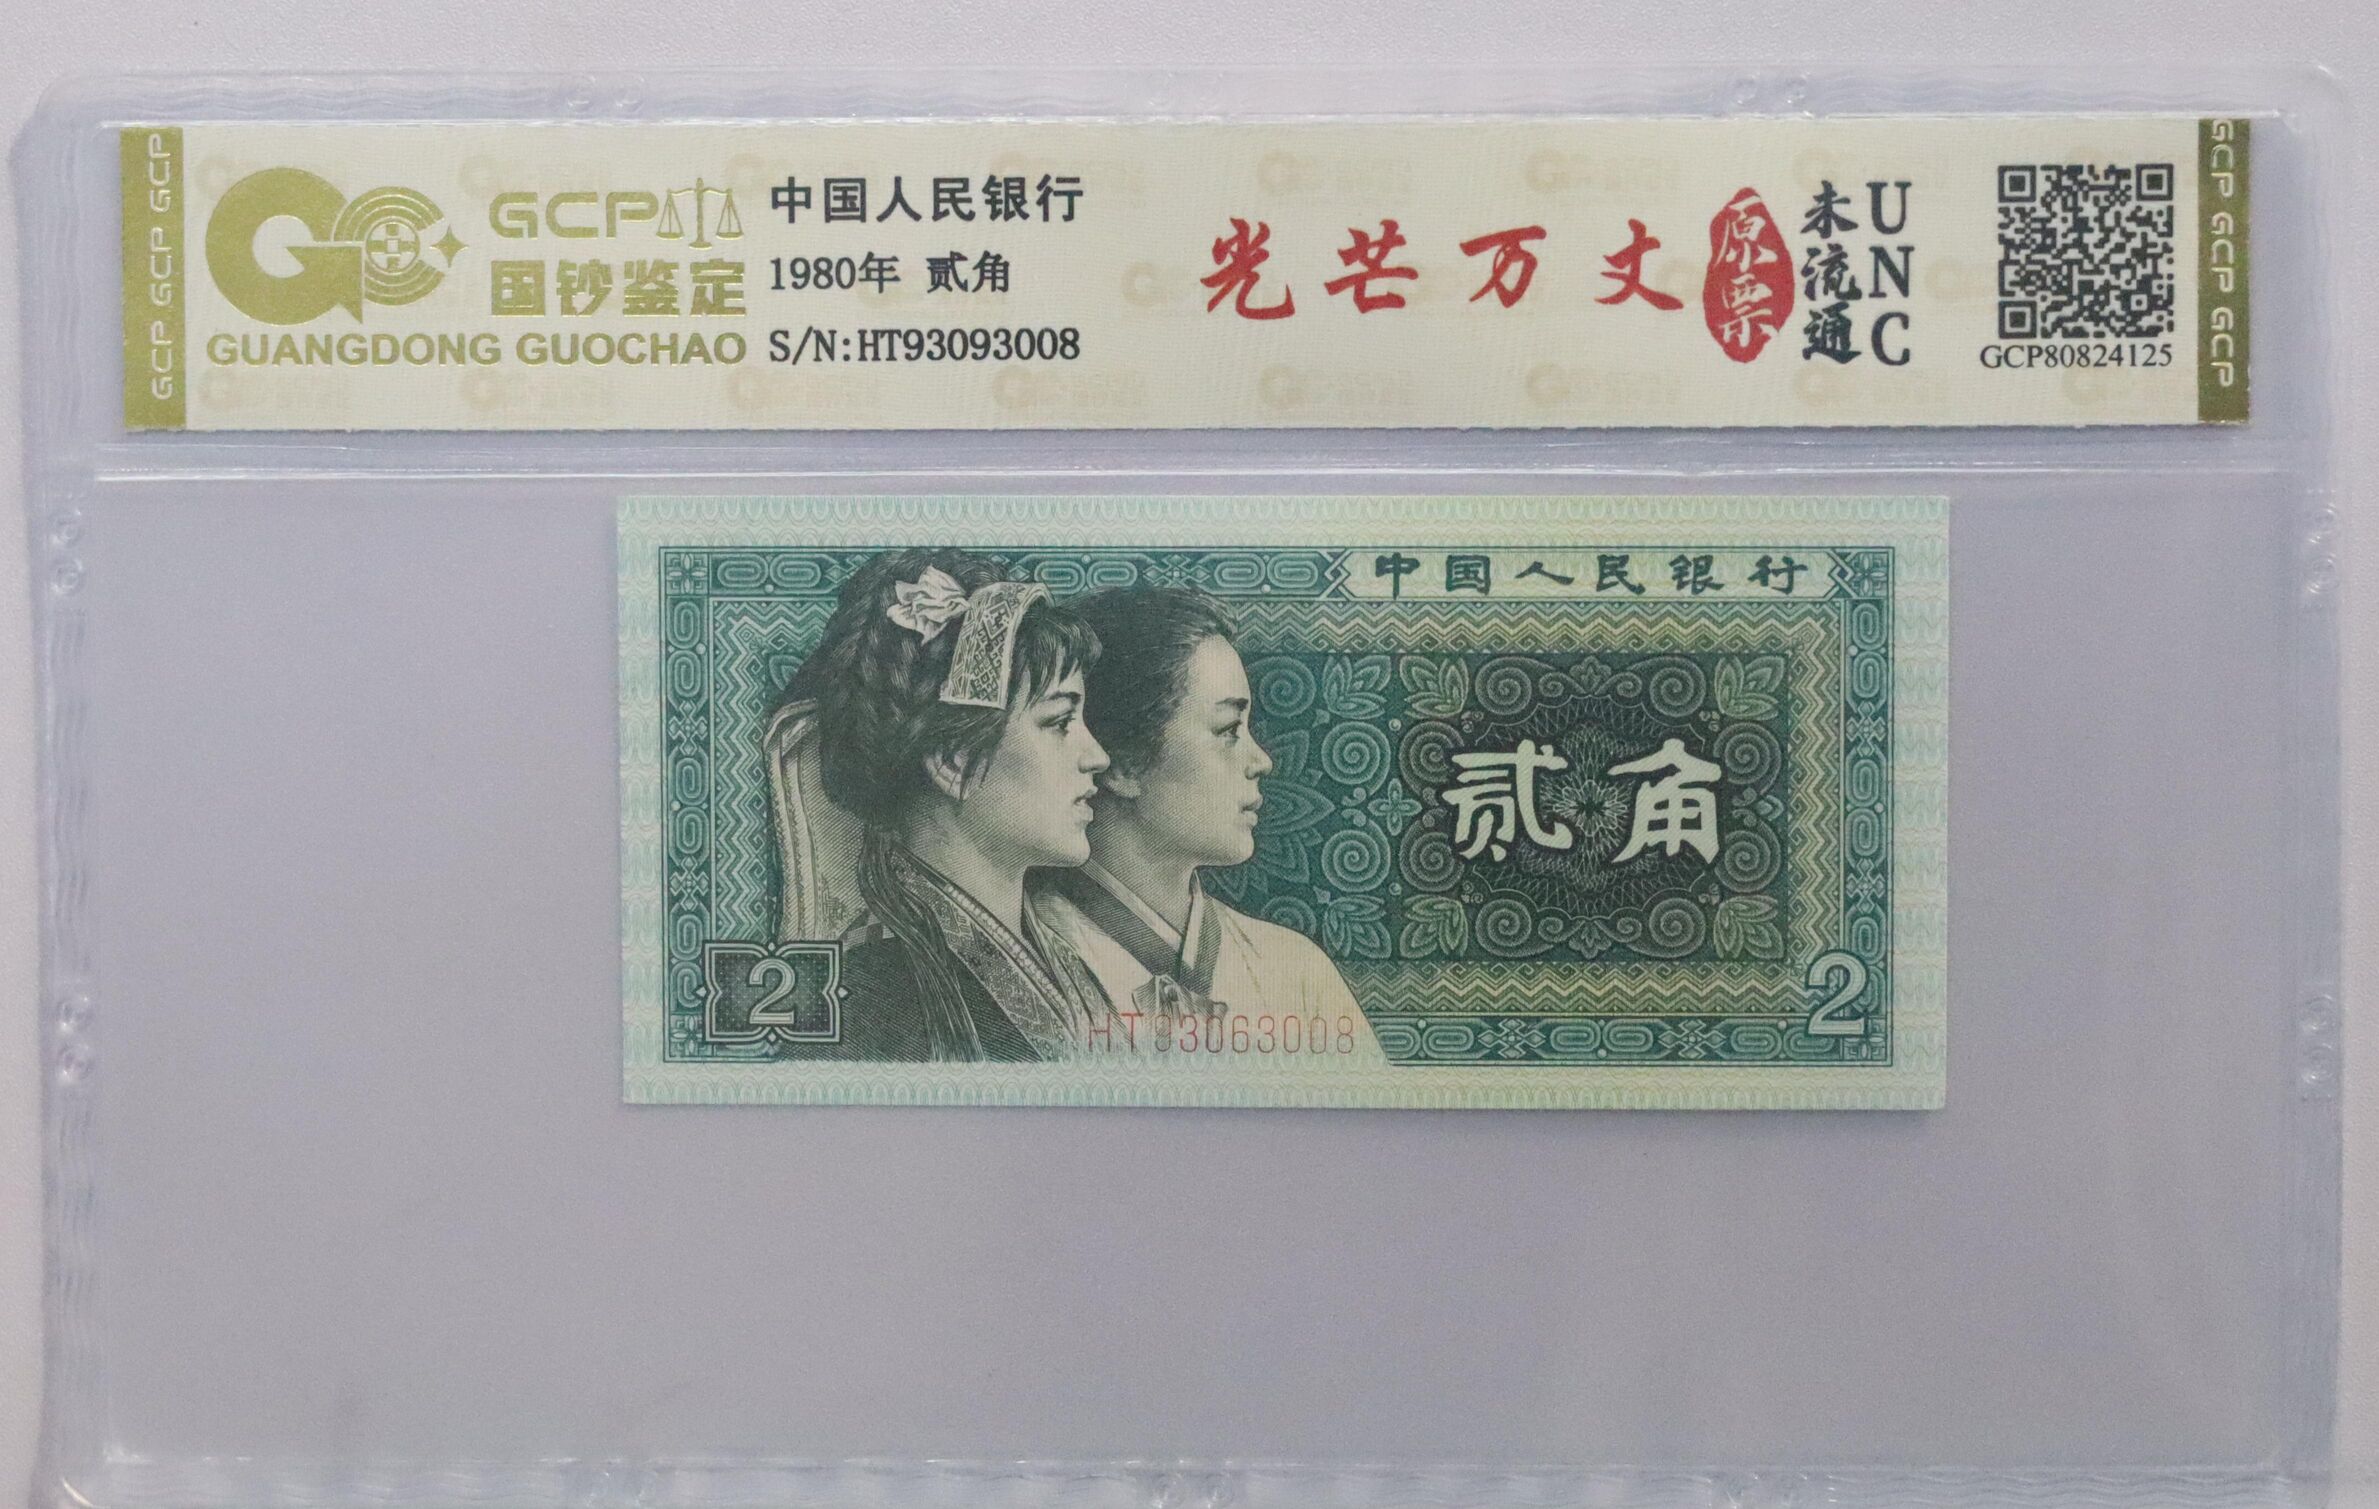 GCP
国钞鉴定
GUANGDONG GUOCHAO
中国人民银行
1980年 贰角
S/N:HT93093008
光芒万丈
原票
未流通
UNC
GCP80824125
GCP GCP GCP
GCP GCP GCP
中国人民银行
贰角
2
HT93063008
2